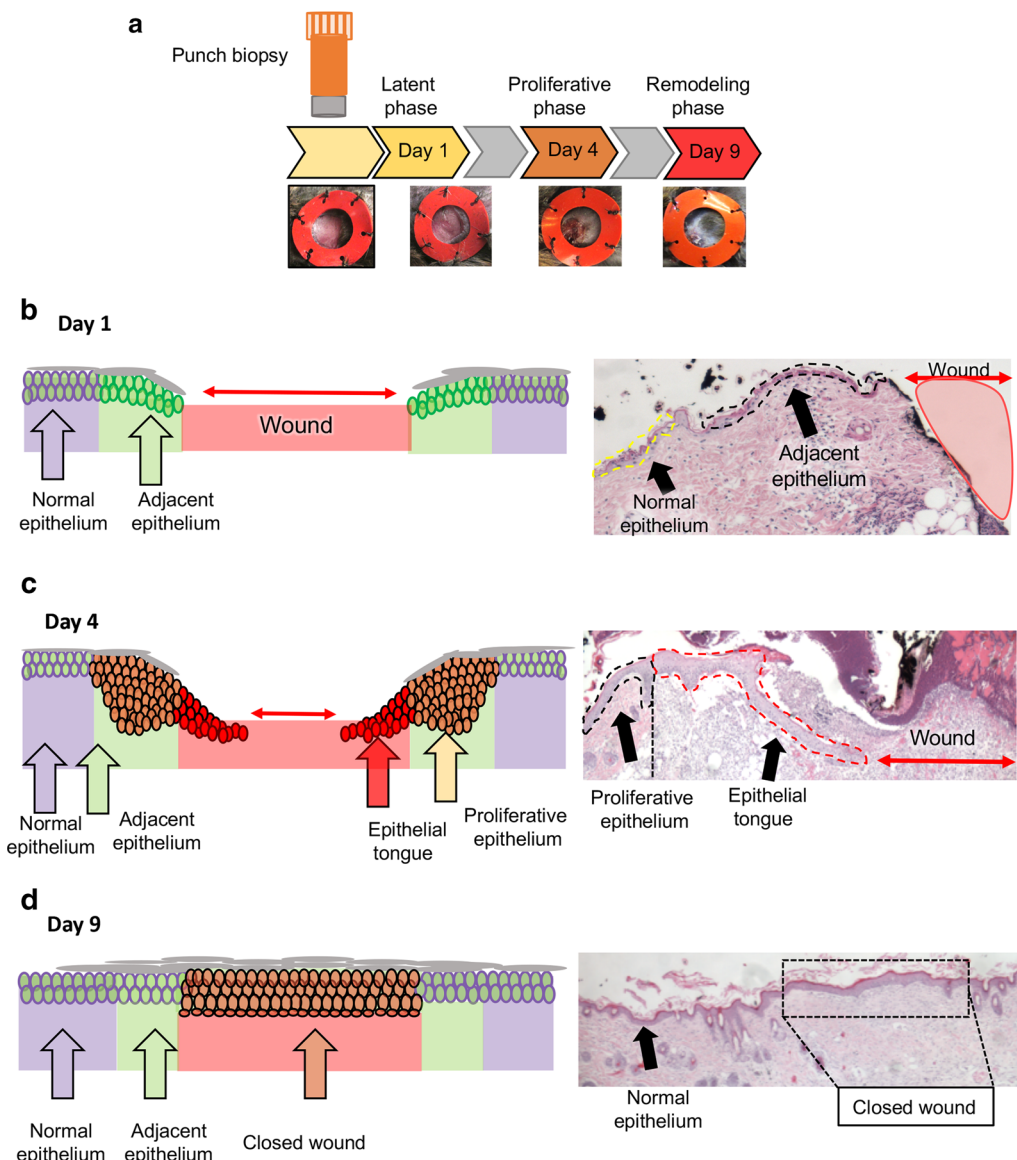 a
Punch biopsy
Latent
phase
Proliferative
phase
Remodeling
phase
Day 1
Day 4
Day 9
b
Day 1
Wound
Normal
epithelium
Adjacent
epithelium
Wound
Adjacent
epithelium
Normal
epithelium
c
Day 4
Normal
epithelium
Adjacent
epithelium
Epithelial
tongue
Proliferative
epithelium
Wound
Proliferative
epithelium
Epithelial
tongue
d
Day 9
Normal
epithelium
Adjacent
epithelium
Closed wound
Normal
epithelium
Closed wound